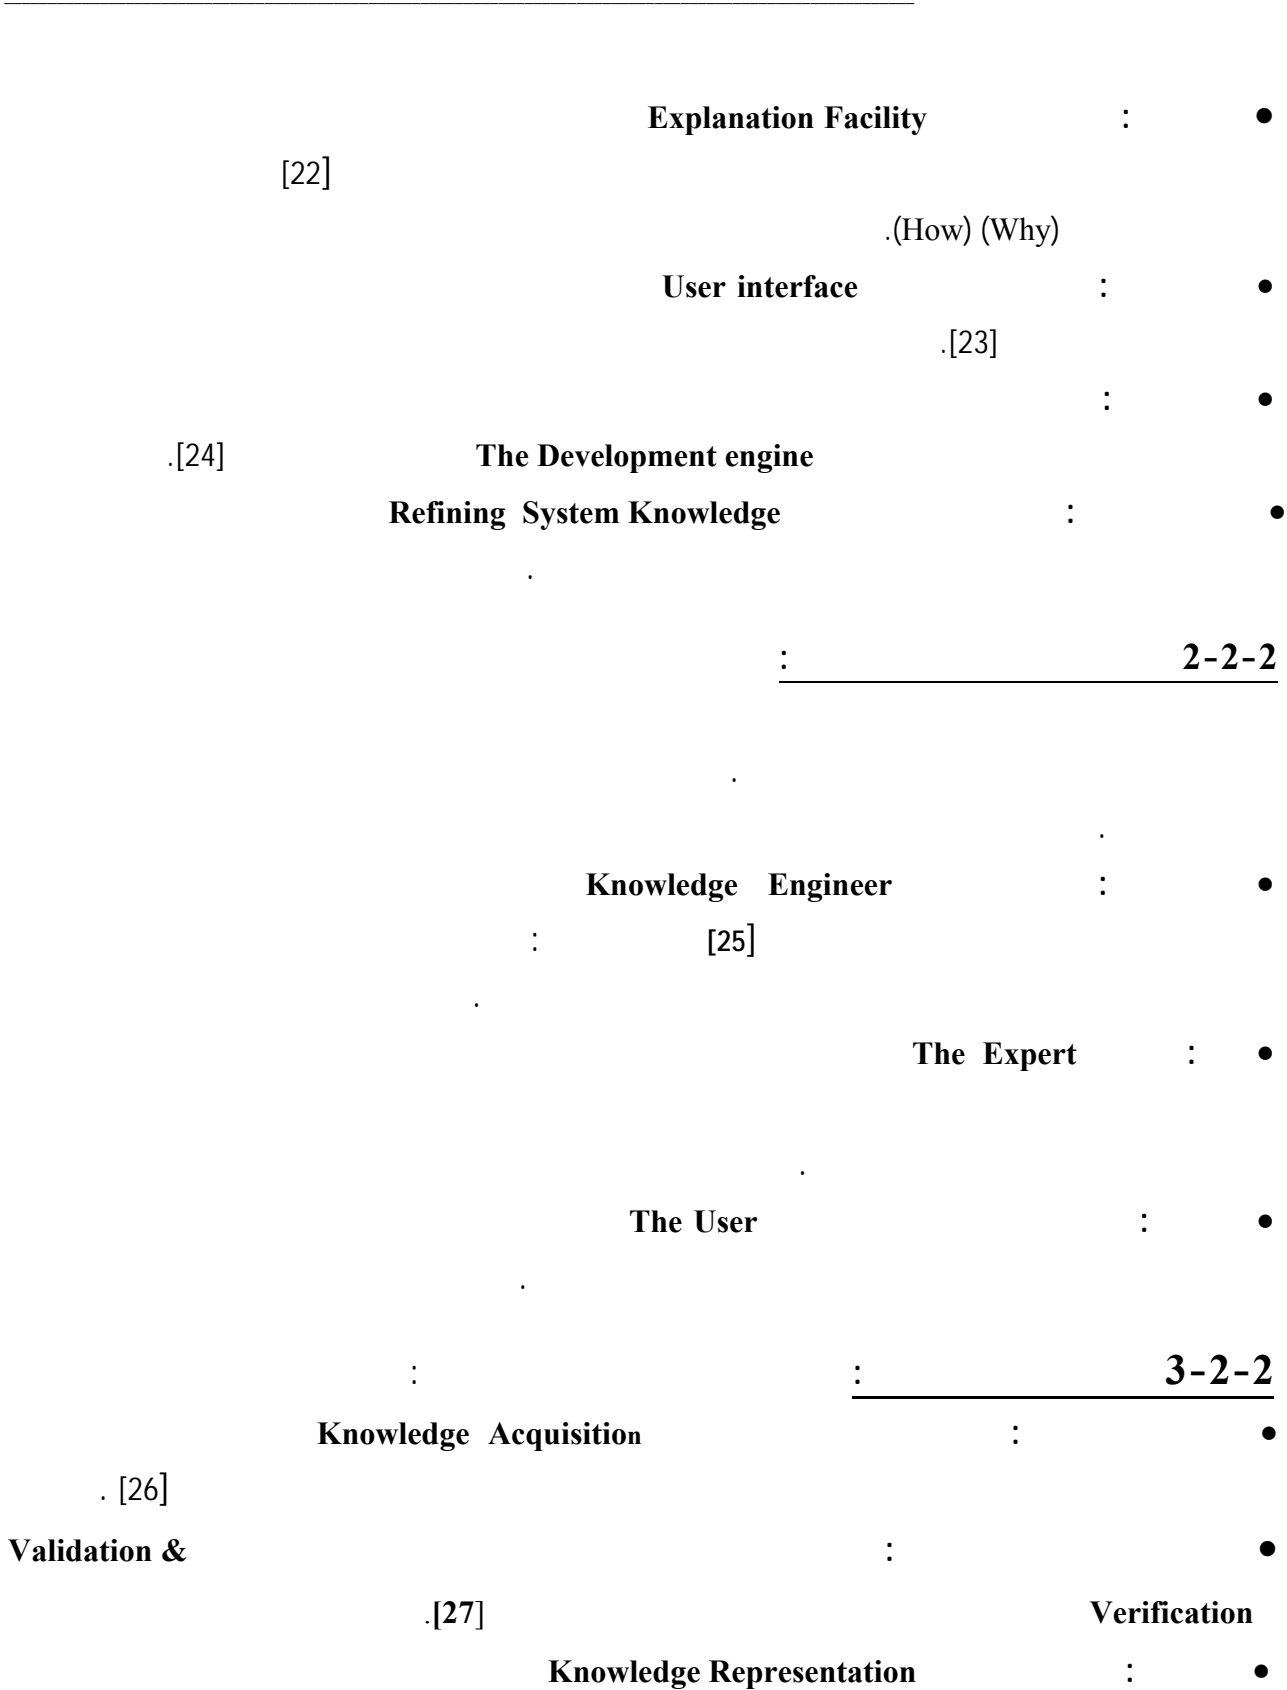 • : Explanation Facility
[22]
(Why) (How).
• : User interface
[23].
• :
The Development engine [24].
• : Refining System Knowledge
.
2-2-2 :
.
.
• : Knowledge Engineer
[25] :
.
• : The Expert
.
• : The User
.
3-2-2 : :
• : Knowledge Acquisition
[26] .
• : Validation &
Verification [27].
• : Knowledge Representation